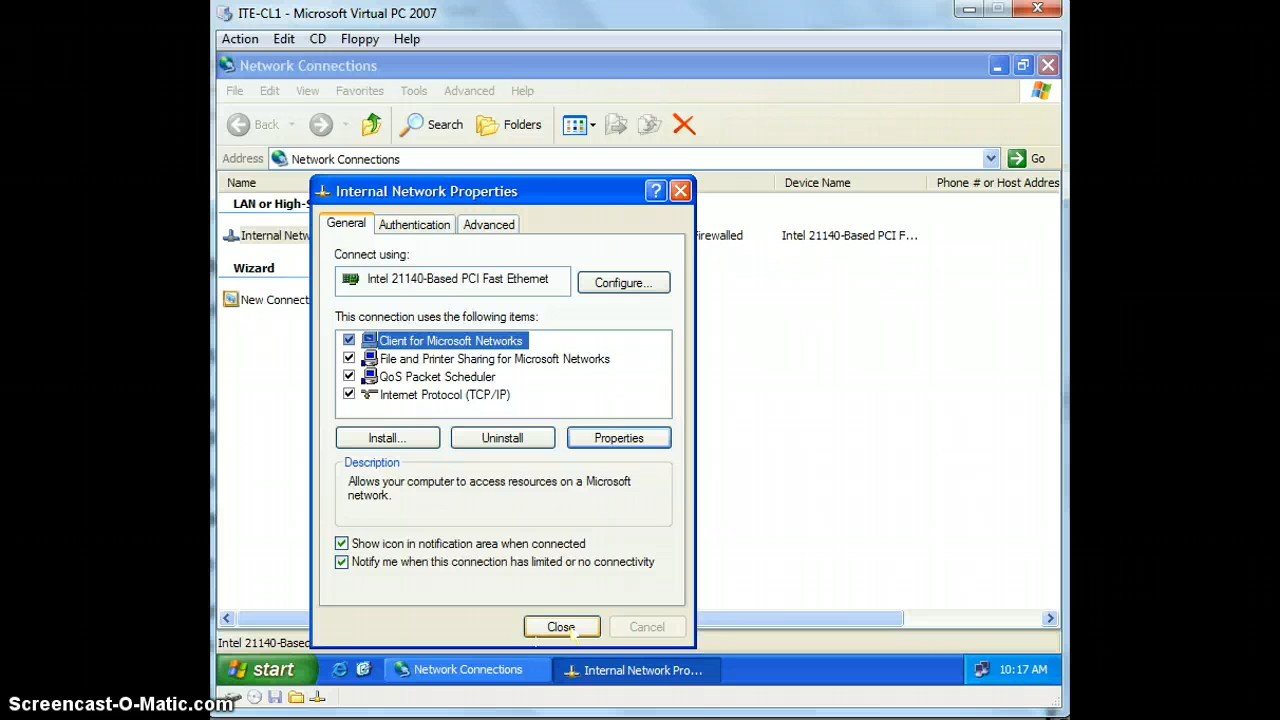 ITE-CL1 - Microsoft Virtual PC 2007
Action Edit CD Floppy Help
Network Connections
File Edit View Favorites Tools Advanced Help
Back Search Folders
Address Network Connections Go
Name Device Name Phone # or Host Addres
LAN or High-S
Internal Netw irewalled Intel 21140-Based PCI F...
Wizard
New Connect
Internal Network Properties
General Authentication Advanced
Connect using:
Intel 21140-Based PCI Fast Ethernet Configure...
This connection uses the following items:
Client for Microsoft Networks
File and Printer Sharing for Microsoft Networks
QoS Packet Scheduler
Internet Protocol (TCP/IP)
Install... Uninstall Properties
Description
Allows your computer to access resources on a Microsoft
network.
Show icon in notification area when connected
Notify me when this connection has limited or no connectivity
Close Cancel
Intel 21140-Based
start Network Connections Internal Network Pro... 10:17 AM
Screencast-O-Matic.com